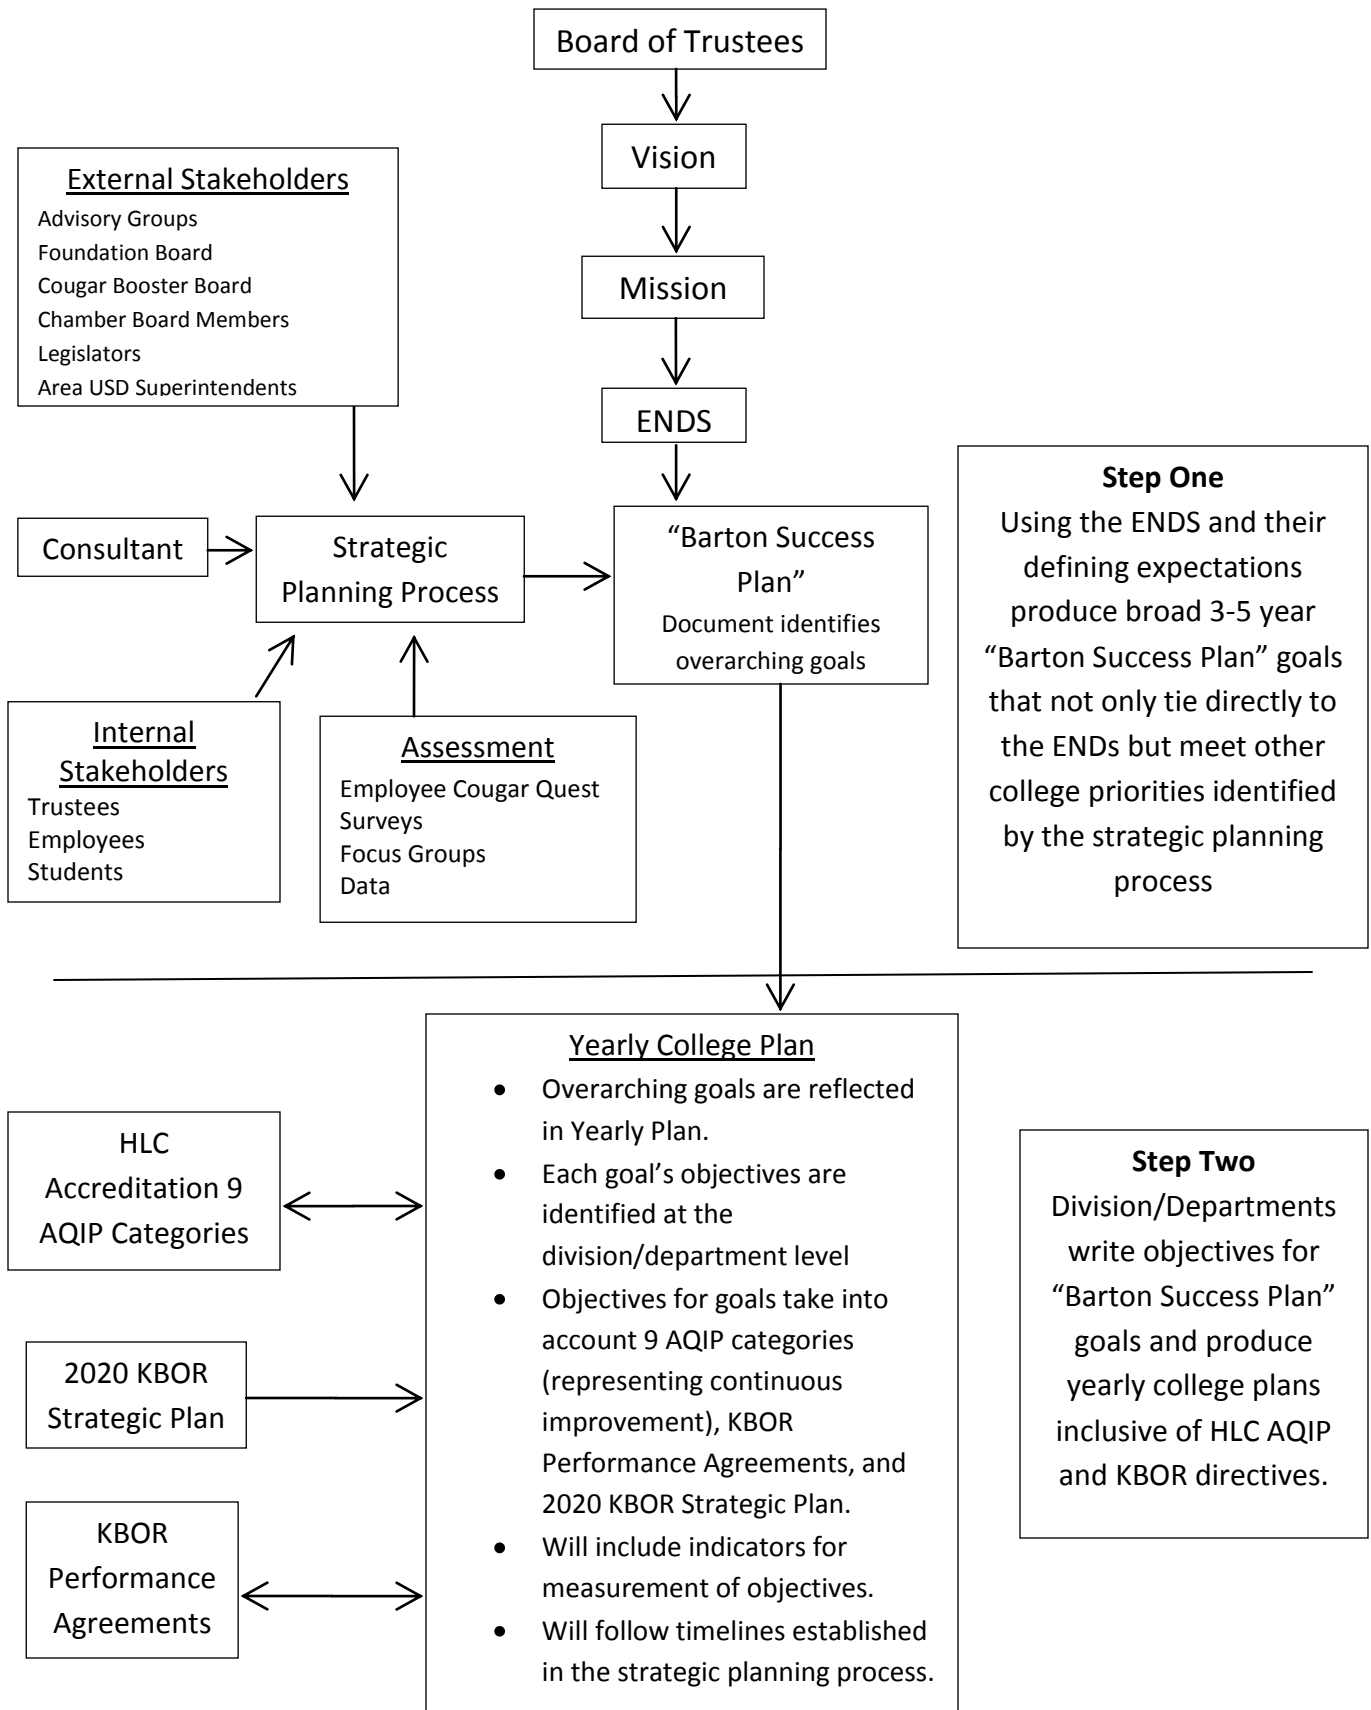 Board of Trustees
Vision
Mission
ENDS
External Stakeholders
Advisory Groups
Foundation Board
Cougar Booster Board
Chamber Board Members
Legislators
Area USD Superintendents
Consultant
Strategic
Planning Process
“Barton Success
Plan”
Document identifies
overarching goals
Internal
Stakeholders
Trustees
Employees
Students
Assessment
Employee Cougar Quest
Surveys
Focus Groups
Data
Step One
Using the ENDS and their
defining expectations
produce broad 3-5 year
“Barton Success Plan” goals
that not only tie directly to
the ENDs but meet other
college priorities identified
by the strategic planning
process
Yearly College Plan
• Overarching goals are reflected
in Yearly Plan.
• Each goal’s objectives are
identified at the
division/department level
• Objectives for goals take into
account 9 AQIP categories
(representing continuous
improvement), KBOR
Performance Agreements, and
2020 KBOR Strategic Plan.
• Will include indicators for
measurement of objectives.
• Will follow timelines established
in the strategic planning process.
HLC
Accreditation 9
AQIP Categories
2020 KBOR
Strategic Plan
KBOR
Performance
Agreements
Step Two
Division/Departments
write objectives for
“Barton Success Plan”
goals and produce
yearly college plans
inclusive of HLC AQIP
and KBOR directives.